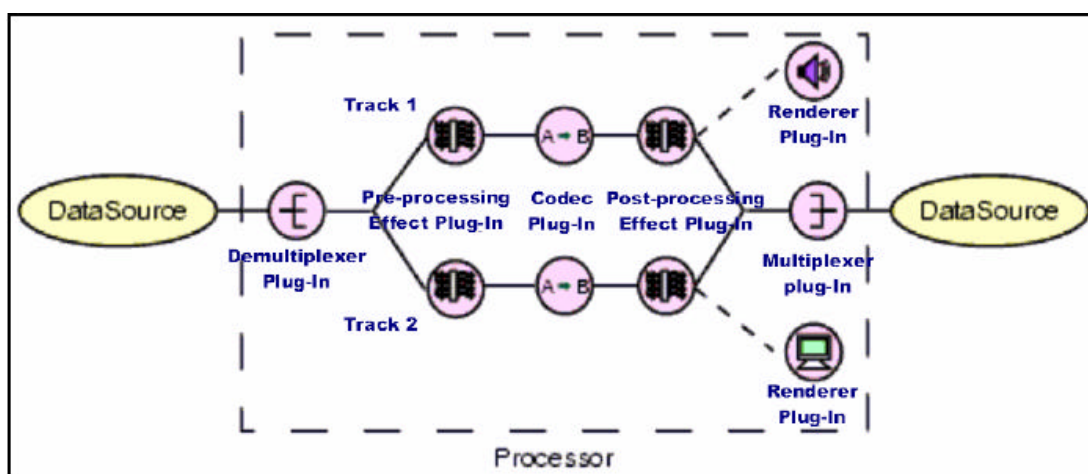 Track 1
Renderer
Plug-In
DataSource
Pre-processing
Effect Plug-In
Codec
Plug-In
Post-processing
Effect Plug-In
A → B
DataSource
Demultiplexer
Plug-In
Multiplexer
plug-In
A → B
Track 2
Renderer
Plug-In
Processor